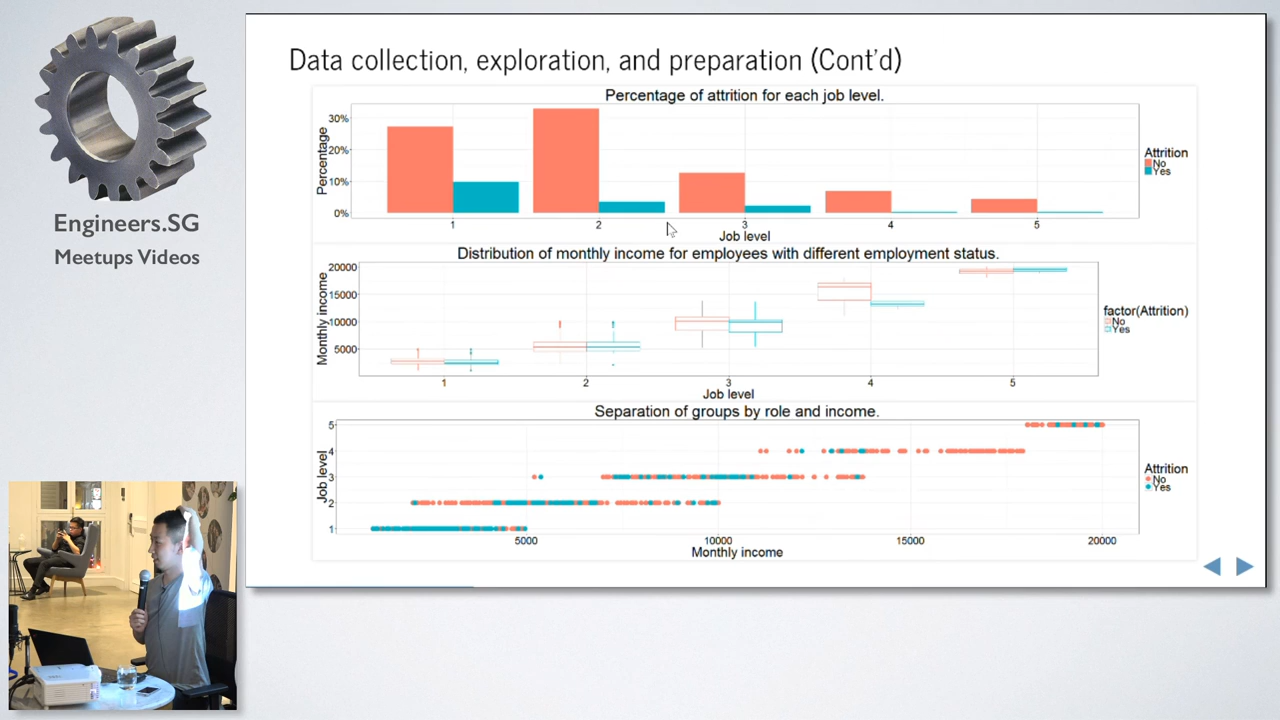 Engineers.SG
Meetups Videos
Data collection, exploration, and preparation (Cont'd)
Percentage of attrition for each job level.
Percentage
30%
20%
10%
0%
1 2 3 4 5
Job level
Attrition
No
Yes
Distribution of monthly income for employees with different employment status.
Monthly income
20000
15000
10000
5000
1 2 3 4 5
Job level
factor(Attrition)
No
Yes
Separation of groups by role and income.
Job level
5
4
3
2
1
5000 10000 15000 20000
Monthly income
Attrition
No
Yes